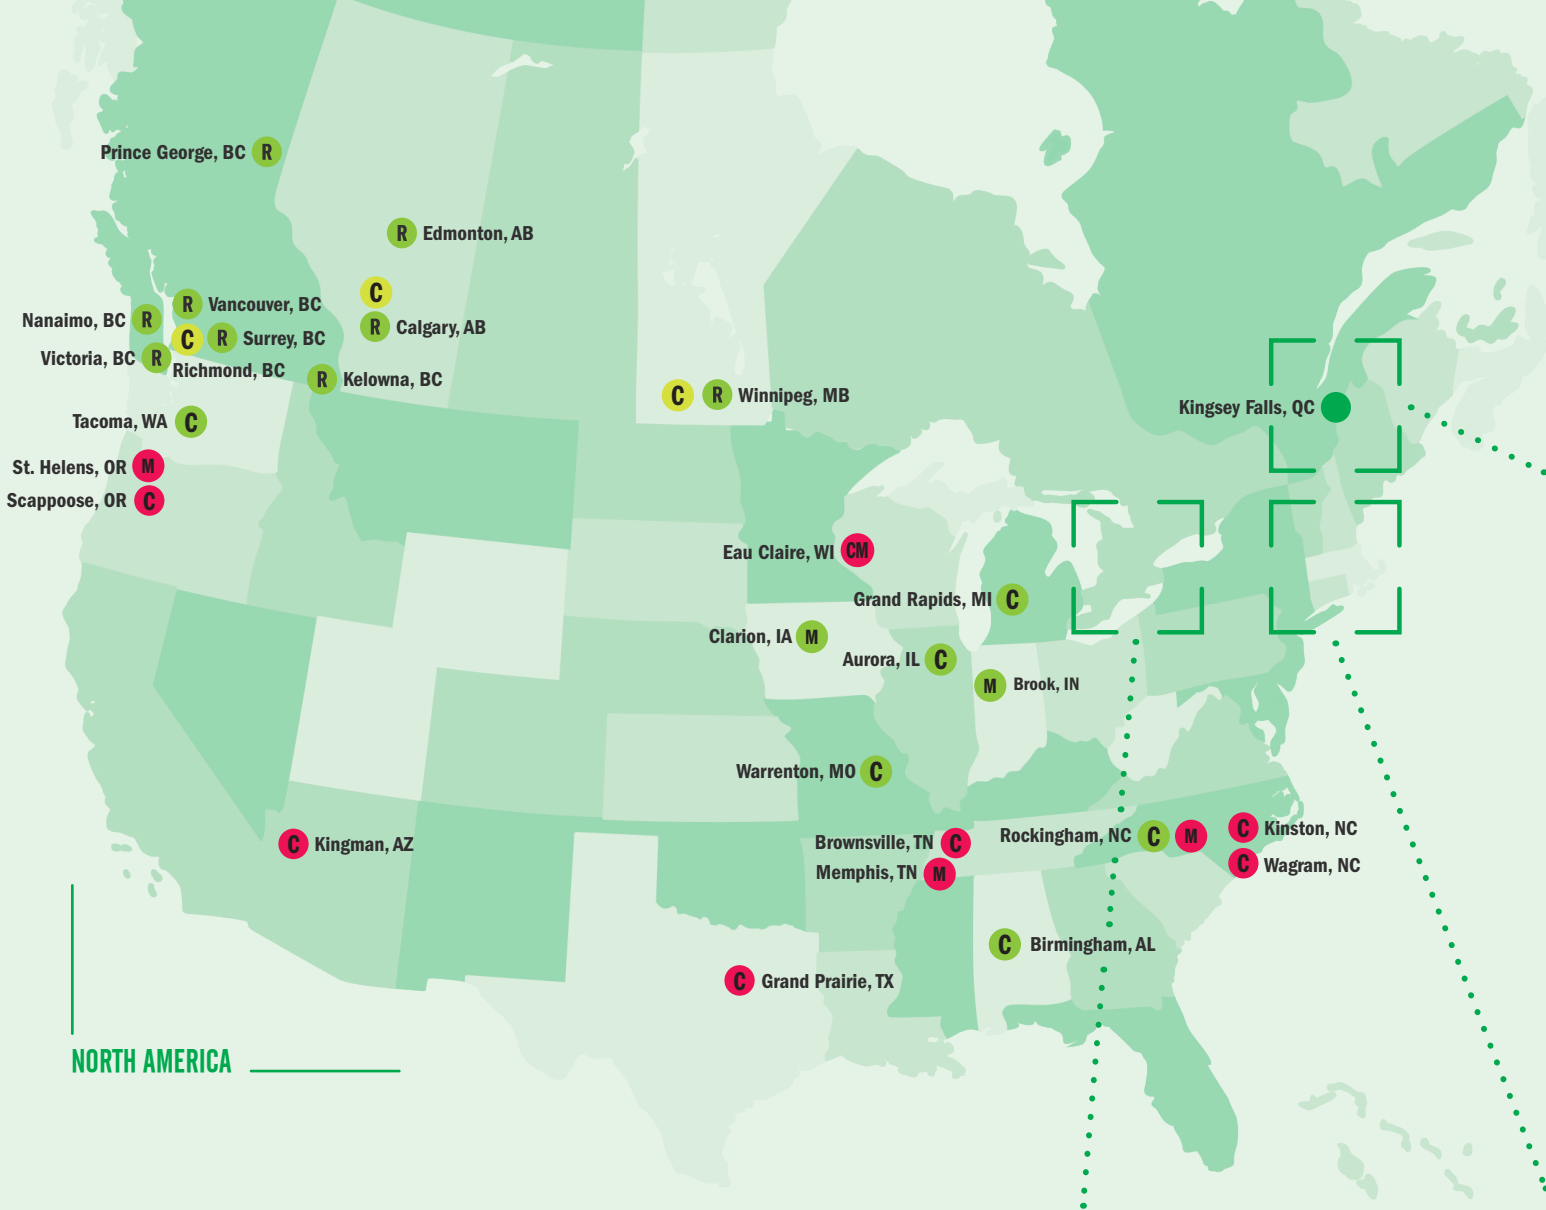 Prince George, BC R
R Edmonton, AB
C
R Vancouver, BC
Nanaimo, BC R
R Calgary, AB
C R Surrey, BC
Victoria, BC R
Richmond, BC
R Kelowna, BC
C R Winnipeg, MB
Kingsey Falls, QC
Tacoma, WA C
St. Helens, OR M
Scappoose, OR C
Eau Claire, WI CM
Grand Rapids, MI C
Clarion, IA M
Aurora, IL C
M Brook, IN
Warrenton, MO C
C Kingman, AZ
Brownsville, TN C
Rockingham, NC C M
C Kinston, NC
Memphis, TN M
C Wagram, NC
C Birmingham, AL
C Grand Prairie, TX
NORTH AMERICA